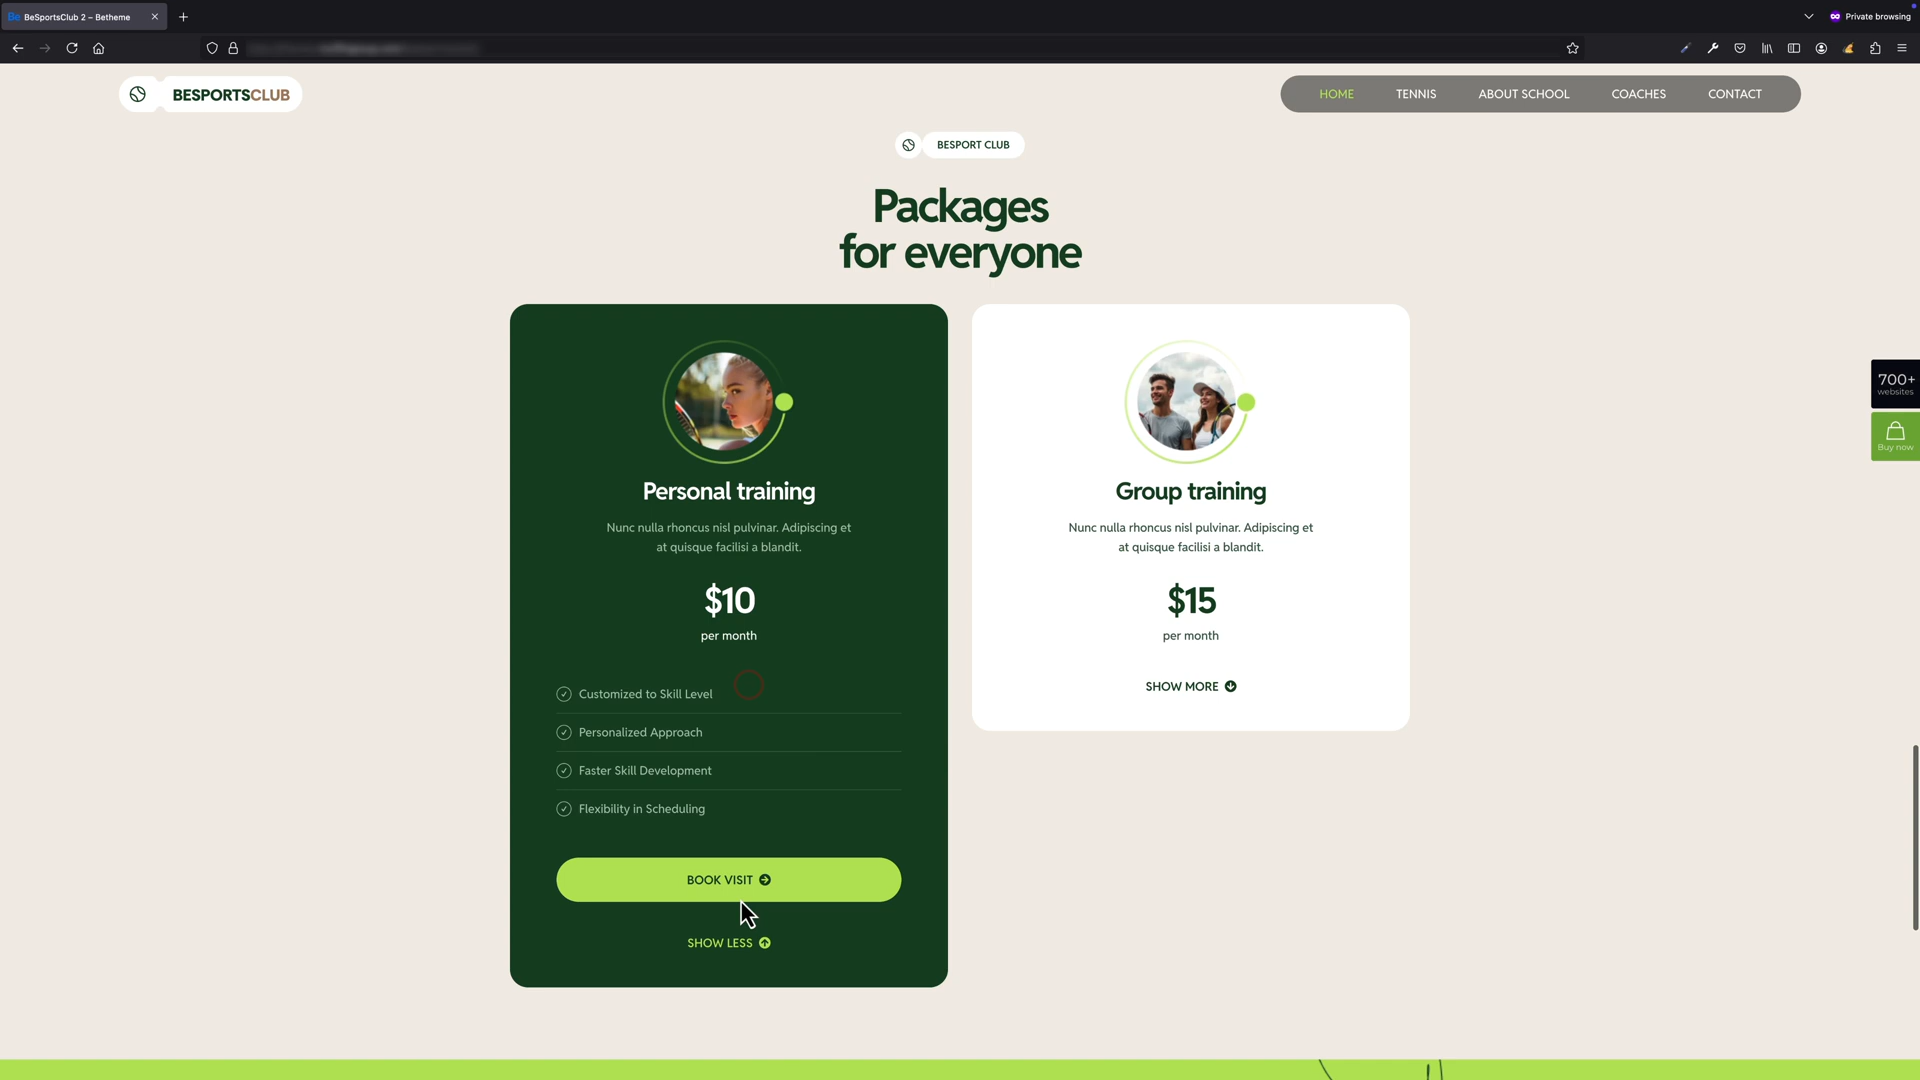 BeSportsClub 2 – Betheme
Private browsing
BESPORTSCLUB
HOME
TENNIS
ABOUT SCHOOL
COACHES
CONTACT
BESPORT CLUB
Packages
for everyone
Personal training
Nunc nulla rhoncus nisl pulvinar. Adipiscing et
at quisque facilisi a blandit.
$10
per month
Customized to Skill Level
Personalized Approach
Faster Skill Development
Flexibility in Scheduling
BOOK VISIT
SHOW LESS
Group training
Nunc nulla rhoncus nisl pulvinar. Adipiscing et
at quisque facilisi a blandit.
$15
per month
SHOW MORE
700+
websites
Buy now